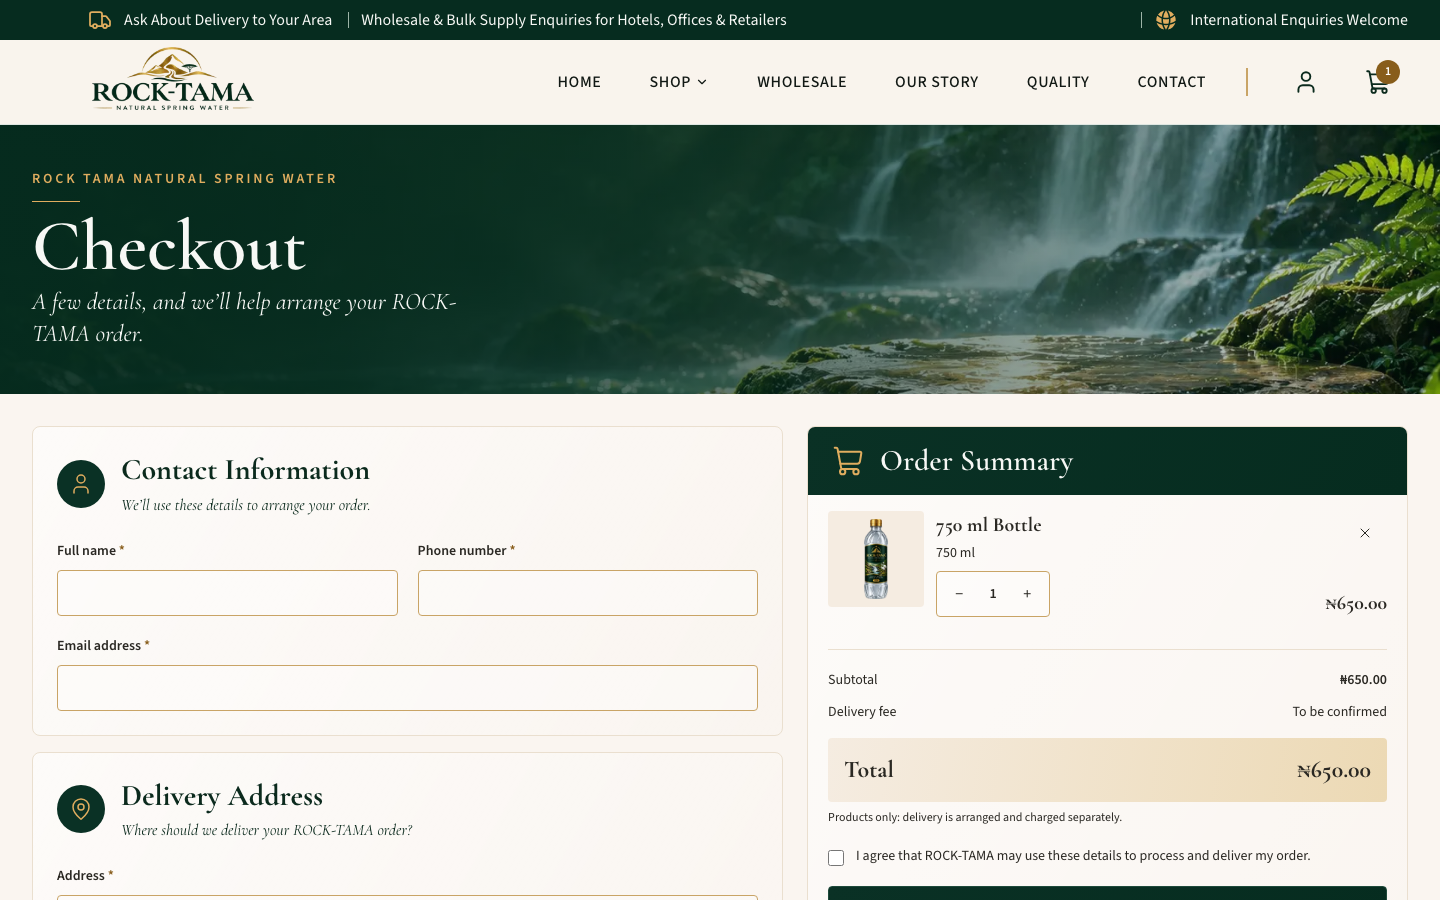 Ask About Delivery to Your Area
Wholesale & Bulk Supply Enquiries for Hotels, Offices & Retailers
International Enquiries Welcome
ROCK-TAMA
NATURAL SPRING WATER
HOME
SHOP
WHOLESALE
OUR STORY
QUALITY
CONTACT
1
ROCK TAMA NATURAL SPRING WATER
Checkout
A few details, and we’ll help arrange your ROCK-
TAMA order.
Contact Information
We’ll use these details to arrange your order.
Full name *
Phone number *
Email address *
Delivery Address
Where should we deliver your ROCK-TAMA order?
Address *
Order Summary
750 ml Bottle
750 ml
− 1 +
₦650.00
Subtotal
₦650.00
Delivery fee
To be confirmed
Total
₦650.00
Products only: delivery is arranged and charged separately.
I agree that ROCK-TAMA may use these details to process and deliver my order.